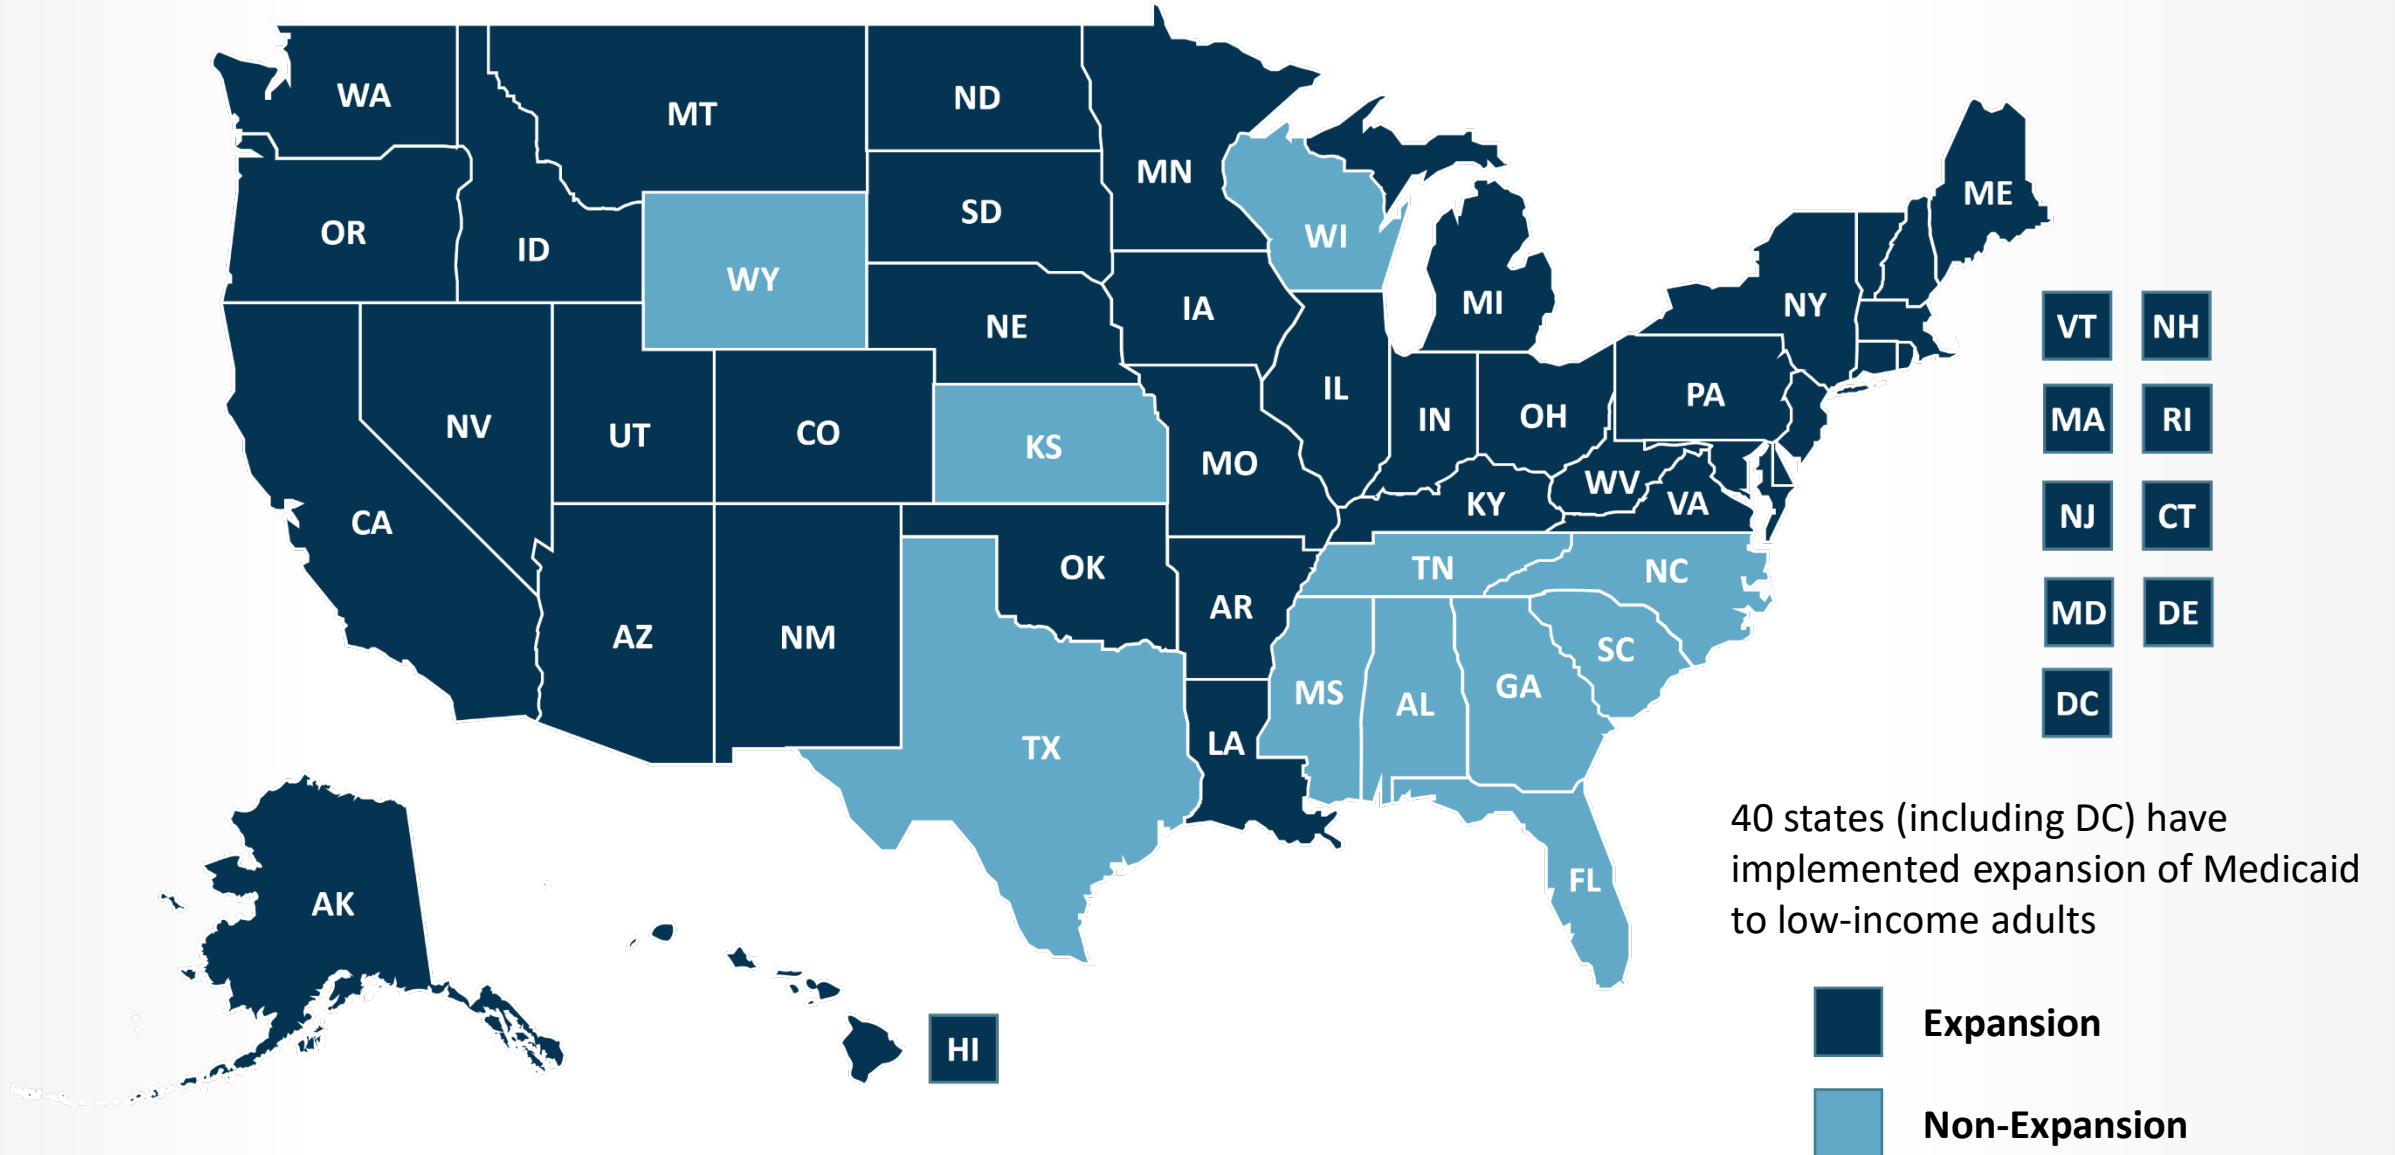 WA
MT
ND
MN
ME
OR
ID
SD
WI
WY
NY
MI
IA
NE
VT
NH
NV
UT
CO
KS
MO
IL
IN
OH
PA
MA
RI
CA
KY
WV
VA
NJ
CT
AZ
NM
OK
AR
TN
NC
MD
DE
SC
MS
AL
GA
DC
TX
LA
40 states (including DC) have
implemented expansion of Medicaid
to low-income adults
FL
AK
HI
Expansion
Non-Expansion